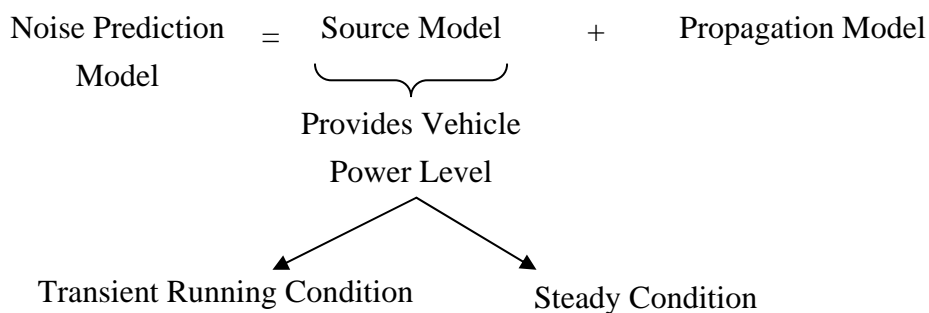 Noise Prediction Model = Source Model + Propagation Model
Provides Vehicle
Power Level
Transient Running Condition
Steady Condition